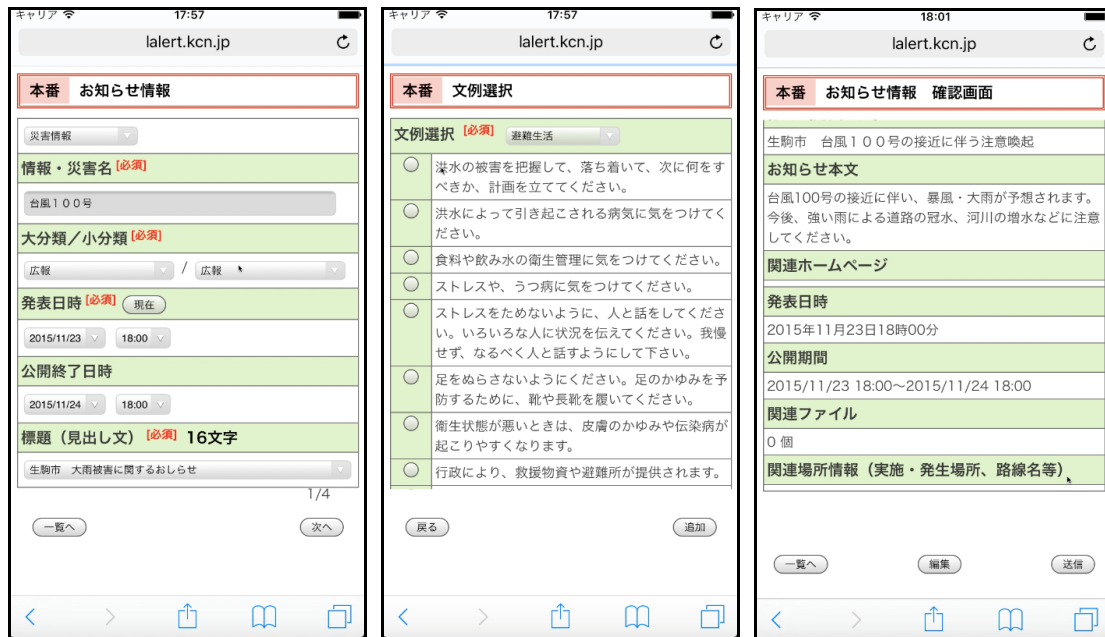 キャリア 17:57
lalert.kcn.jp
本番 お知らせ情報
災害情報
情報・災害名[必須]
台風１００号
大分類／小分類[必須]
広報 / 広報
発表日時[必須] 現在
2015/11/23 18:00
公開終了日時
2015/11/24 18:00
標題（見出し文）[必須] 16文字
生駒市　大雨被害に関するおしらせ
1/4
一覧へ 次へ
キャリア 17:57
lalert.kcn.jp
本番 文例選択
文例選択 [必須] 避難生活
洪水の被害を把握して、落ち着いて、次に何をす
べきか、計画を立ててください。
洪水によって引き起こされる病気に気をつけてく
ださい。
食料や飲み水の衛生管理に気をつけてください。
ストレスや、うつ病に気をつけてください。
ストレスをためないように、人と話をしてくださ
い。いろいろな人に状況を伝えてください。我慢
せず、なるべく人と話すようにして下さい。
足をぬらさないようにください。足のかゆみを予
防するために、靴や長靴を履いてください。
衛生状態が悪いときは、皮膚のかゆみや伝染病が
起こりやすくなります。
行政により、救援物資や避難所が提供されます。
戻る 追加
キャリア 18:01
lalert.kcn.jp
本番 お知らせ情報　確認画面
生駒市　台風１００号の接近に伴う注意喚起
お知らせ本文
台風100号の接近に伴い、暴風・大雨が予想されます。
今後、強い雨による道路の冠水、河川の増水などに注意
してください。
関連ホームページ
発表日時
2015年11月23日18時00分
公開期間
2015/11/23 18:00～2015/11/24 18:00
関連ファイル
0 個
関連場所情報（実施・発生場所、路線名等）
一覧へ 編集 送信